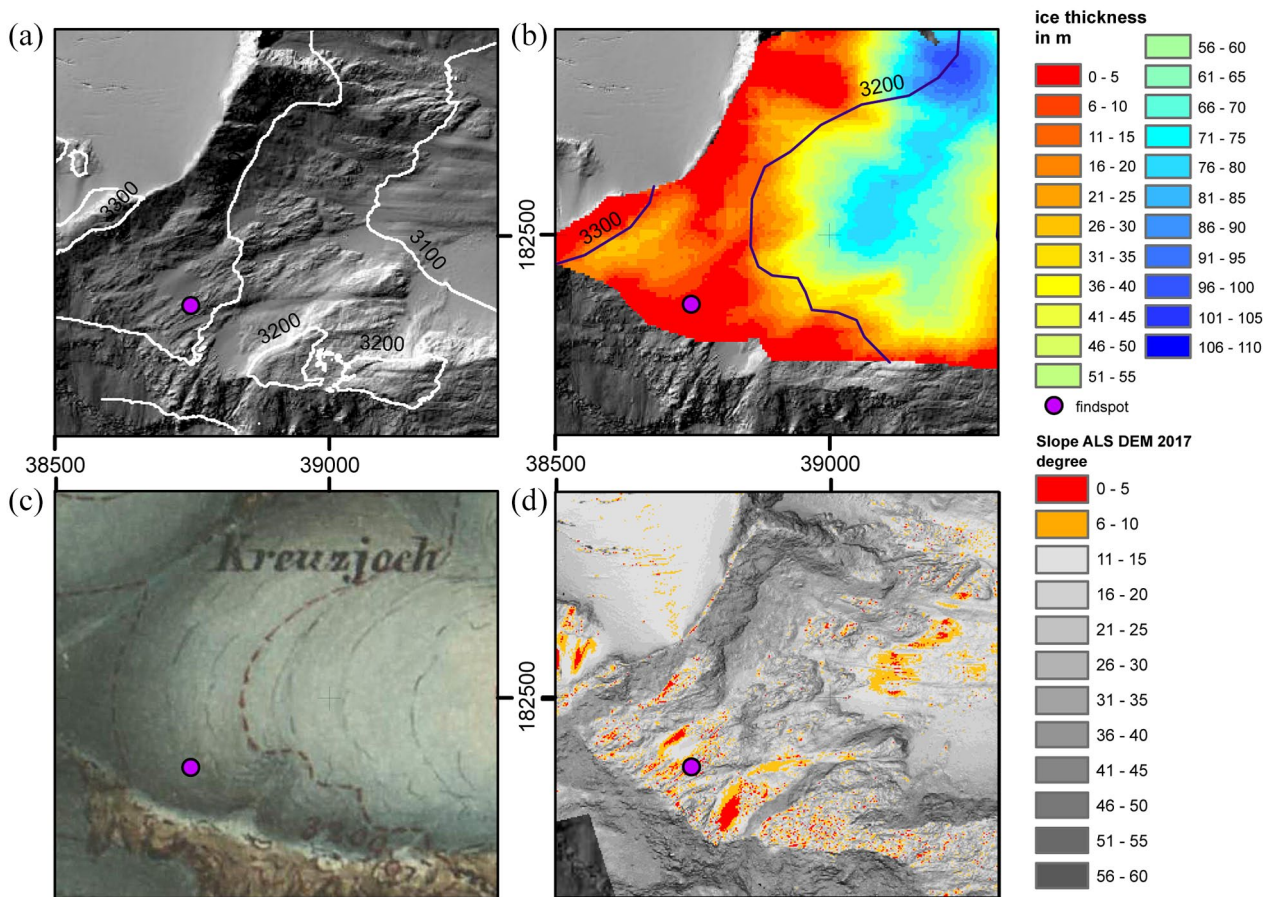 (a)
3300
3100
3200
3200
38500
39000
182500
(b)
3200
3300
38500
39000
ice thickness
in m
0 - 5
6 - 10
11 - 15
16 - 20
21 - 25
26 - 30
31 - 35
36 - 40
41 - 45
46 - 50
51 - 55
56 - 60
61 - 65
66 - 70
71 - 75
76 - 80
81 - 85
86 - 90
91 - 95
96 - 100
101 - 105
106 - 110
findspot
(c)
Kreuzjoch
182500
(d)
Slope ALS DEM 2017
degree
0 - 5
6 - 10
11 - 15
16 - 20
21 - 25
26 - 30
31 - 35
36 - 40
41 - 45
46 - 50
51 - 55
56 - 60